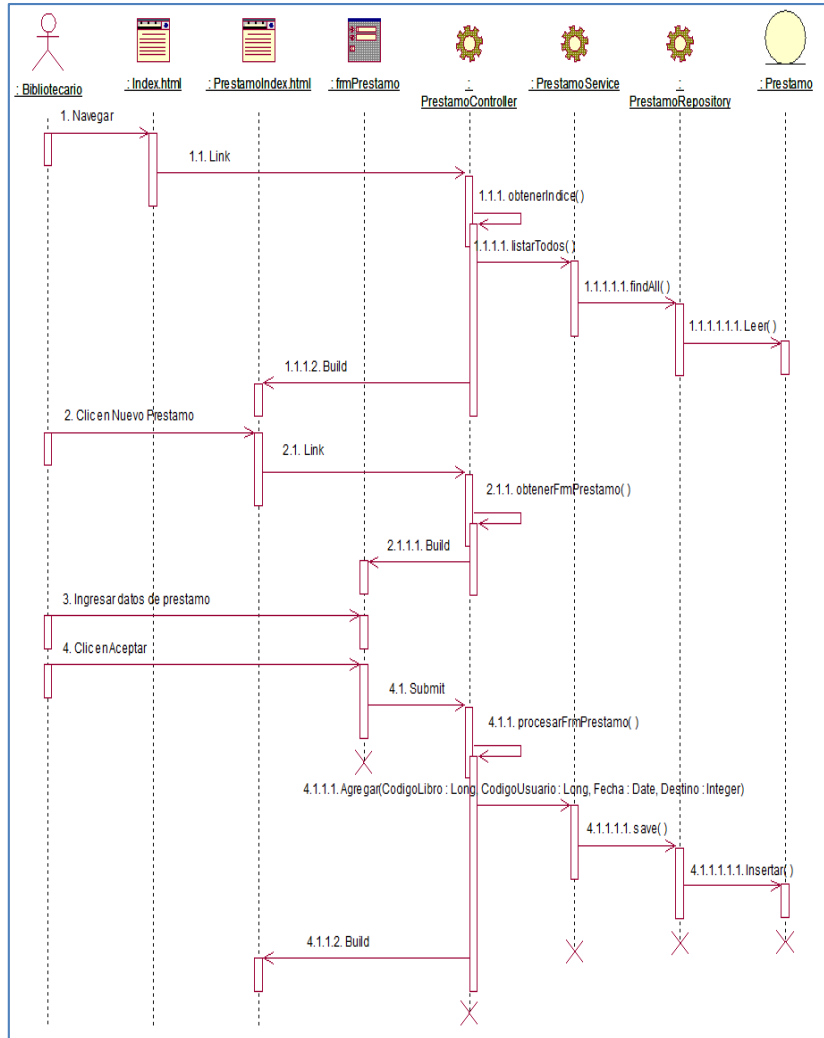 : Bibliotecario
: Index.html
: PrestamoIndex.html
: frmPrestamo
:
PrestamoController
: PrestamoService
:
PrestamoRepository
: Prestamo
1. Navegar
1.1. Link
1.1.1. obtenerIndice( )
1.1.1.1. listarTodos( )
1.1.1.1.1. findAll( )
1.1.1.1.1.1. Leer( )
1.1.1.2. Build
2. Clic en Nuevo Prestamo
2.1. Link
2.1.1. obtenerFrmPrestamo( )
2.1.1.1. Build
3. Ingresar datos de prestamo
4. Clic en Aceptar
4.1. Submit
4.1.1. procesarFrmPrestamo( )
4.1.1.1. Agregar(CodigoLibro : Long, CodigoUsuario : Long, Fecha : Date, Destino : Integer)
4.1.1.1.1. save( )
4.1.1.1.1.1. Insertar( )
4.1.1.2. Build